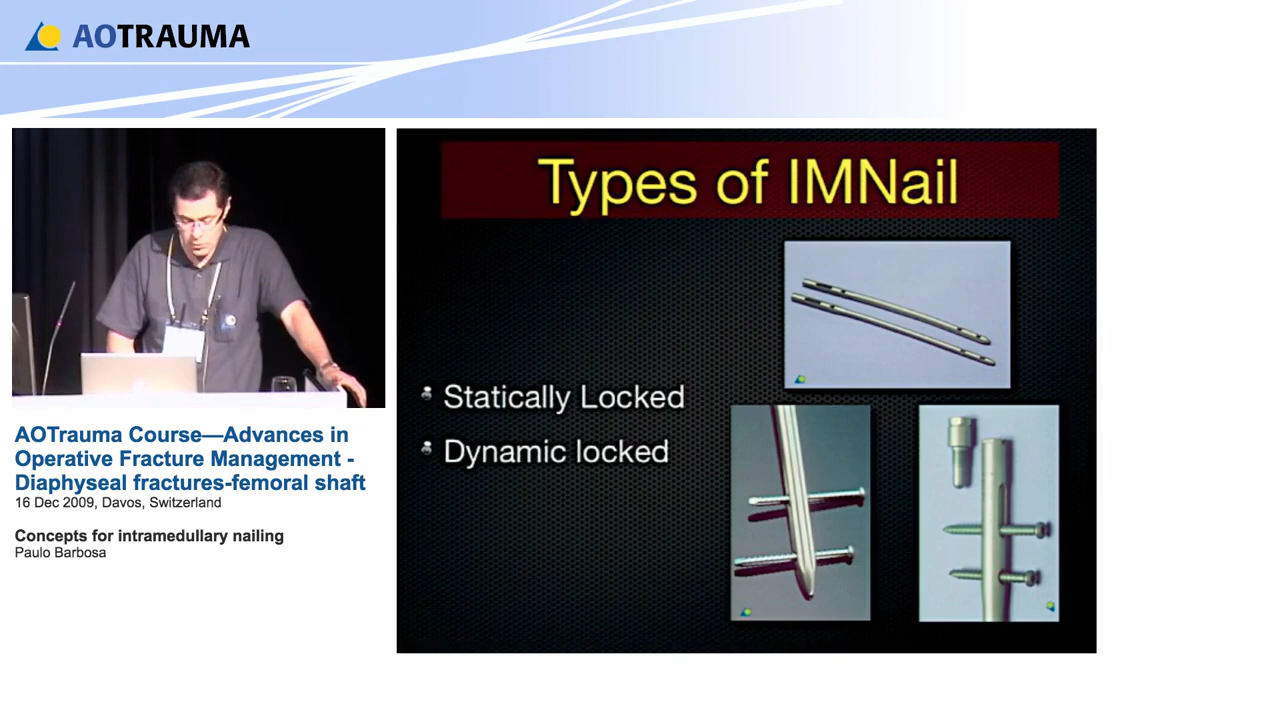 AOTRAUMA
Types of IMNail
Statically Locked
Dynamic locked
AOTrauma Course—Advances in
Operative Fracture Management -
Diaphyseal fractures-femoral shaft
16 Dec 2009, Davos, Switzerland
Concepts for intramedullary nailing
Paulo Barbosa